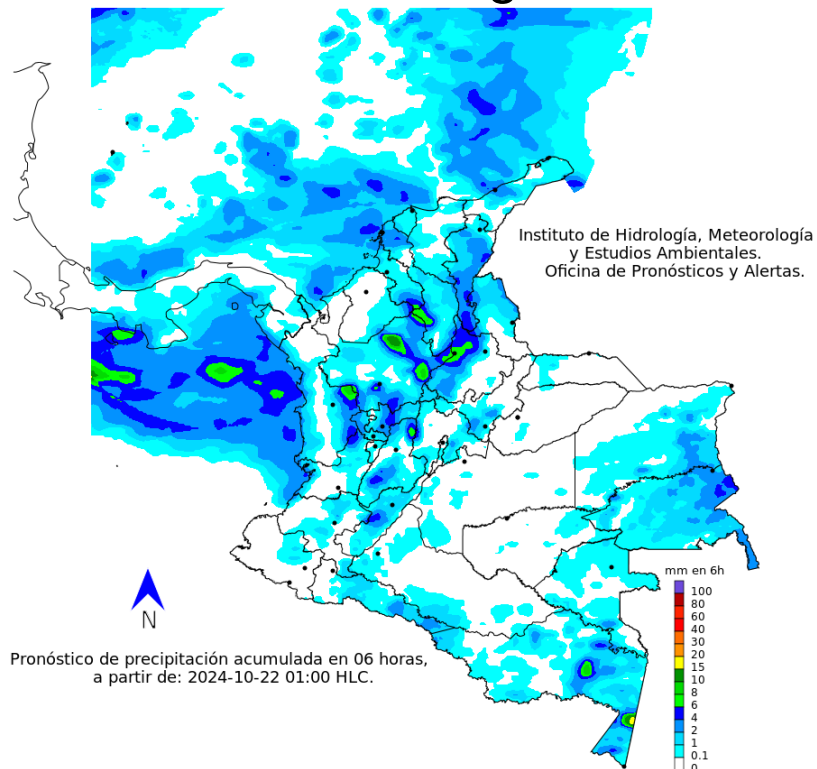 Instituto de Hidrología, Meteorología
y Estudios Ambientales.
Oficina de Pronósticos y Alertas.
mm en 6h
100
80
60
40
30
20
15
10
8
6
4
2
1
0.1
0
N
Pronóstico de precipitación acumulada en 06 horas,
a partir de: 2024-10-22 01:00 HLC.